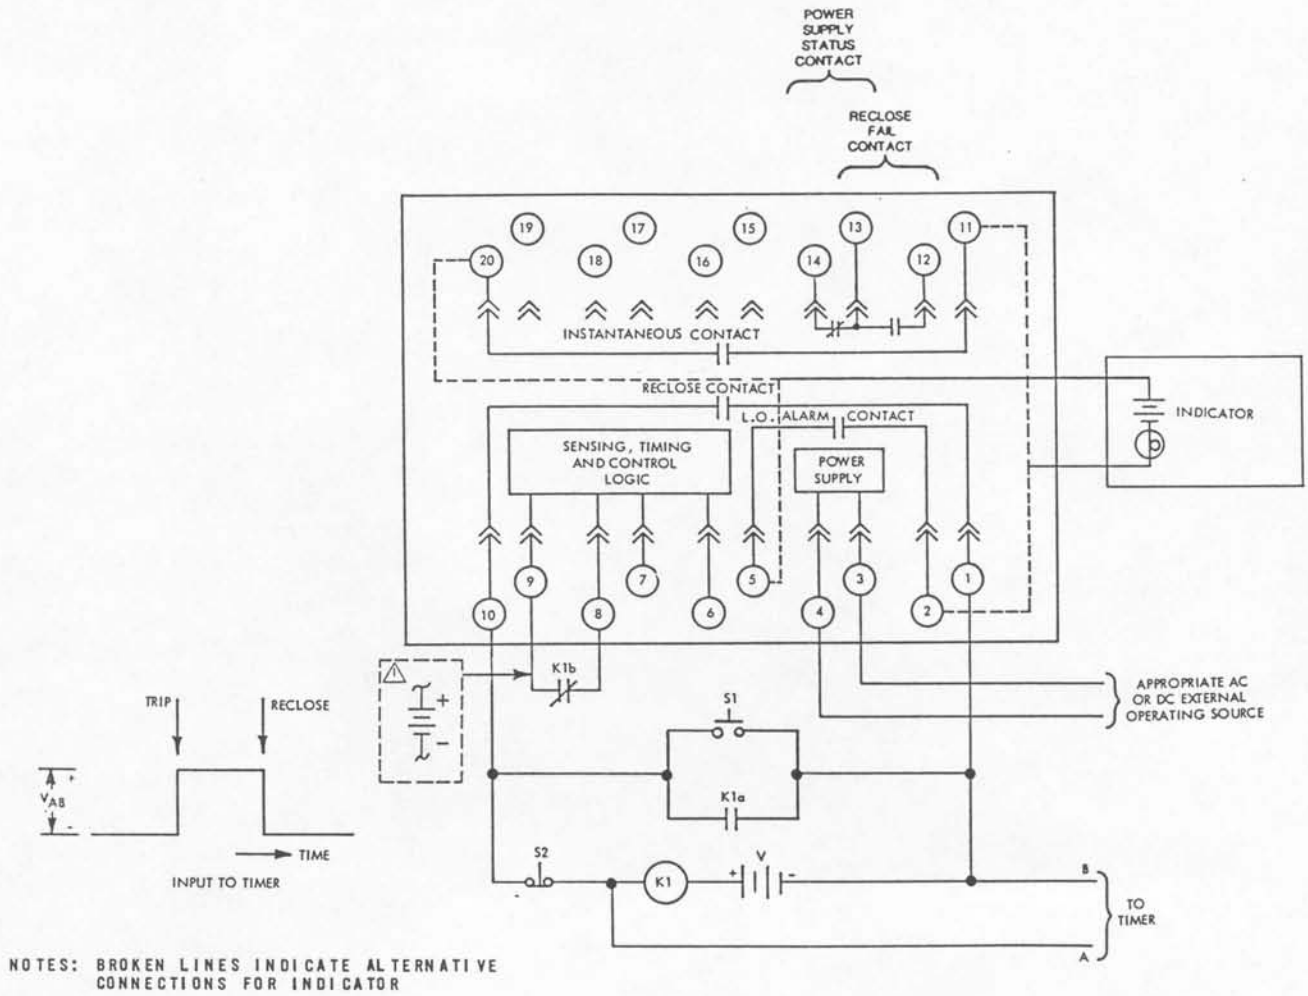 POWER
SUPPLY
STATUS
CONTACT
RECLOSE
FAIL
CONTACT
19
17
15
13
11
20
18
16
14
12
INSTANTANEOUS CONTACT
RECLOSE CONTACT
L.O. ALARM CONTACT
INDICATOR
SENSING, TIMING
AND CONTROL
LOGIC
POWER
SUPPLY
9
7
5
3
1
10
8
6
4
2
K1b
1
+
-
APPROPRIATE AC
OR DC EXTERNAL
OPERATING SOURCE
S1
K1a
TRIP
RECLOSE
+
VAB
-
TIME
INPUT TO TIMER
S2
K1
+
V
-
B
TO
TIMER
A
NOTES: BROKEN LINES INDICATE ALTERNATIVE
CONNECTIONS FOR INDICATOR